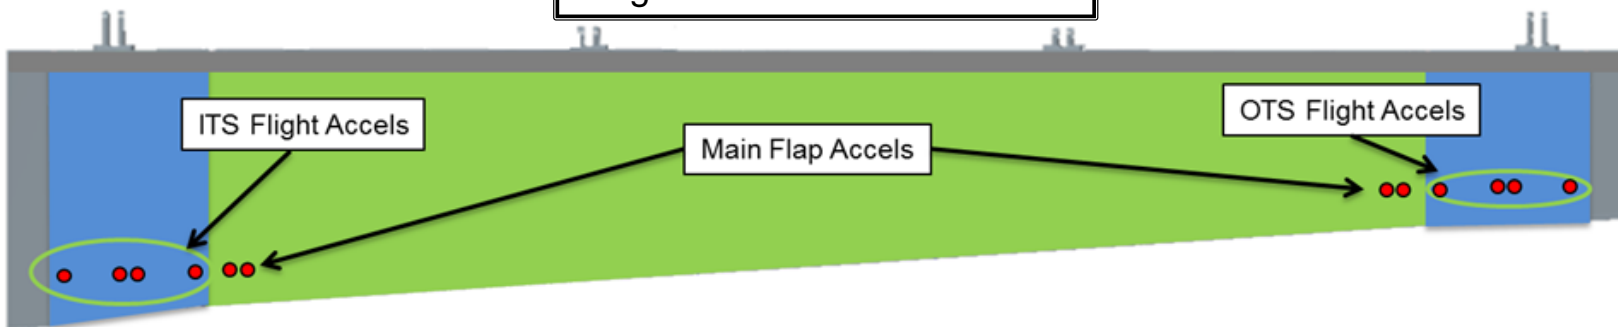 ITS Flight Accels
OTS Flight Accels
Main Flap Accels